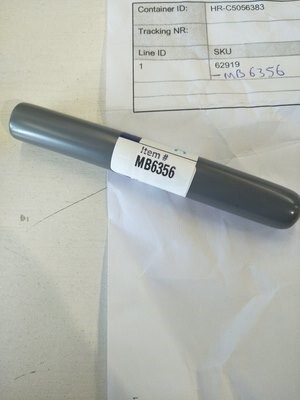 Container ID: HR-C5056383
Tracking NR:
Line ID SKU
1 62919
-MB6356
Item #
MB6356